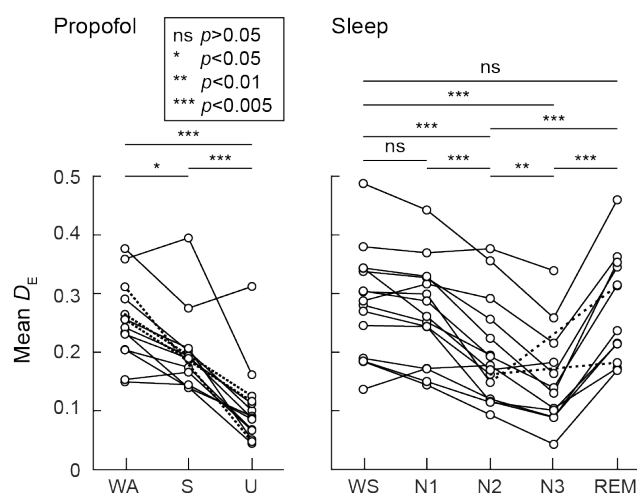 Propofol
Sleep
ns p>0.05
* p<0.05
** p<0.01
*** p<0.005
***
* ***
ns
***
*** ***
ns *** ** ***
Mean DE
0.5
0.4
0.3
0.2
0.1
0
WA S U
WS N1 N2 N3 REM